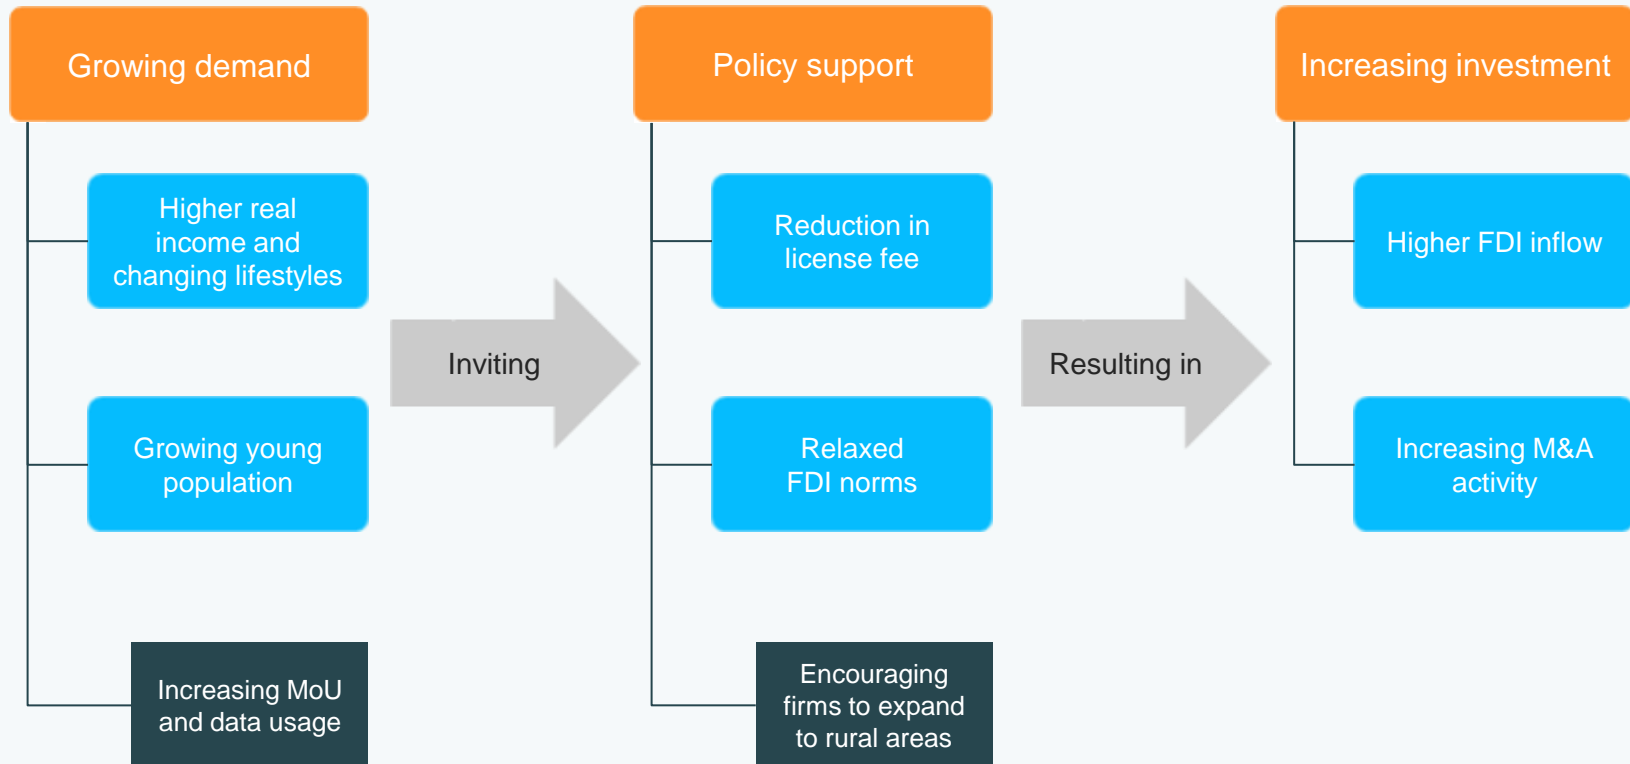 Growing demand
Higher real
income and
changing lifestyles
Growing young
population
Increasing MoU
and data usage
Inviting
Policy support
Reduction in
license fee
Relaxed
FDI norms
Encouraging
firms to expand
to rural areas
Resulting in
Increasing investment
Higher FDI inflow
Increasing M&A
activity